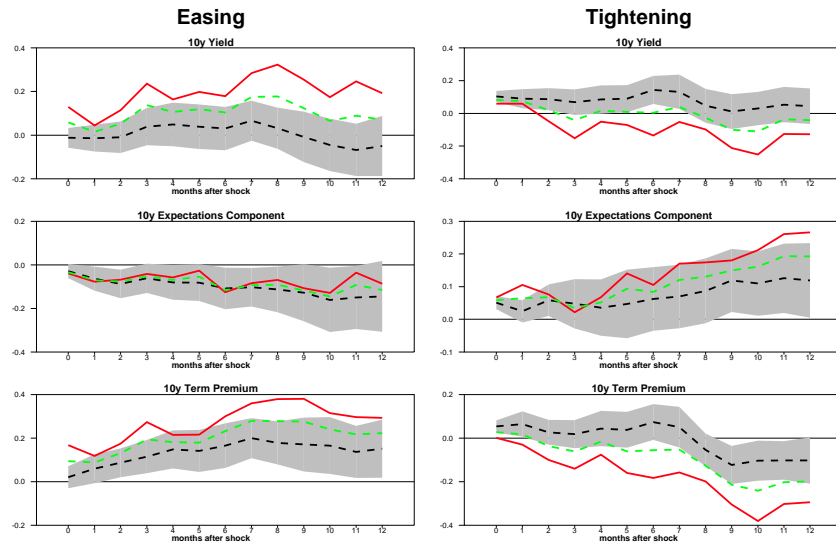 Easing
Tightening
10y Yield
0.4
0.2
0.0
-0.2
0 1 2 3 4 5 6 7 8 9 10 11 12
months after shock
10y Yield
0.4
0.2
0.0
-0.2
-0.4
0 1 2 3 4 5 6 7 8 9 10 11 12
months after shock
10y Expectations Component
0.2
0.0
-0.2
-0.4
0 1 2 3 4 5 6 7 8 9 10 11 12
months after shock
10y Expectations Component
0.3
0.2
0.1
0.0
-0.1
0 1 2 3 4 5 6 7 8 9 10 11 12
months after shock
10y Term Premium
0.4
0.2
0.0
-0.2
0 1 2 3 4 5 6 7 8 9 10 11 12
months after shock
10y Term Premium
0.2
0.0
-0.2
-0.4
0 1 2 3 4 5 6 7 8 9 10 11 12
months after shock